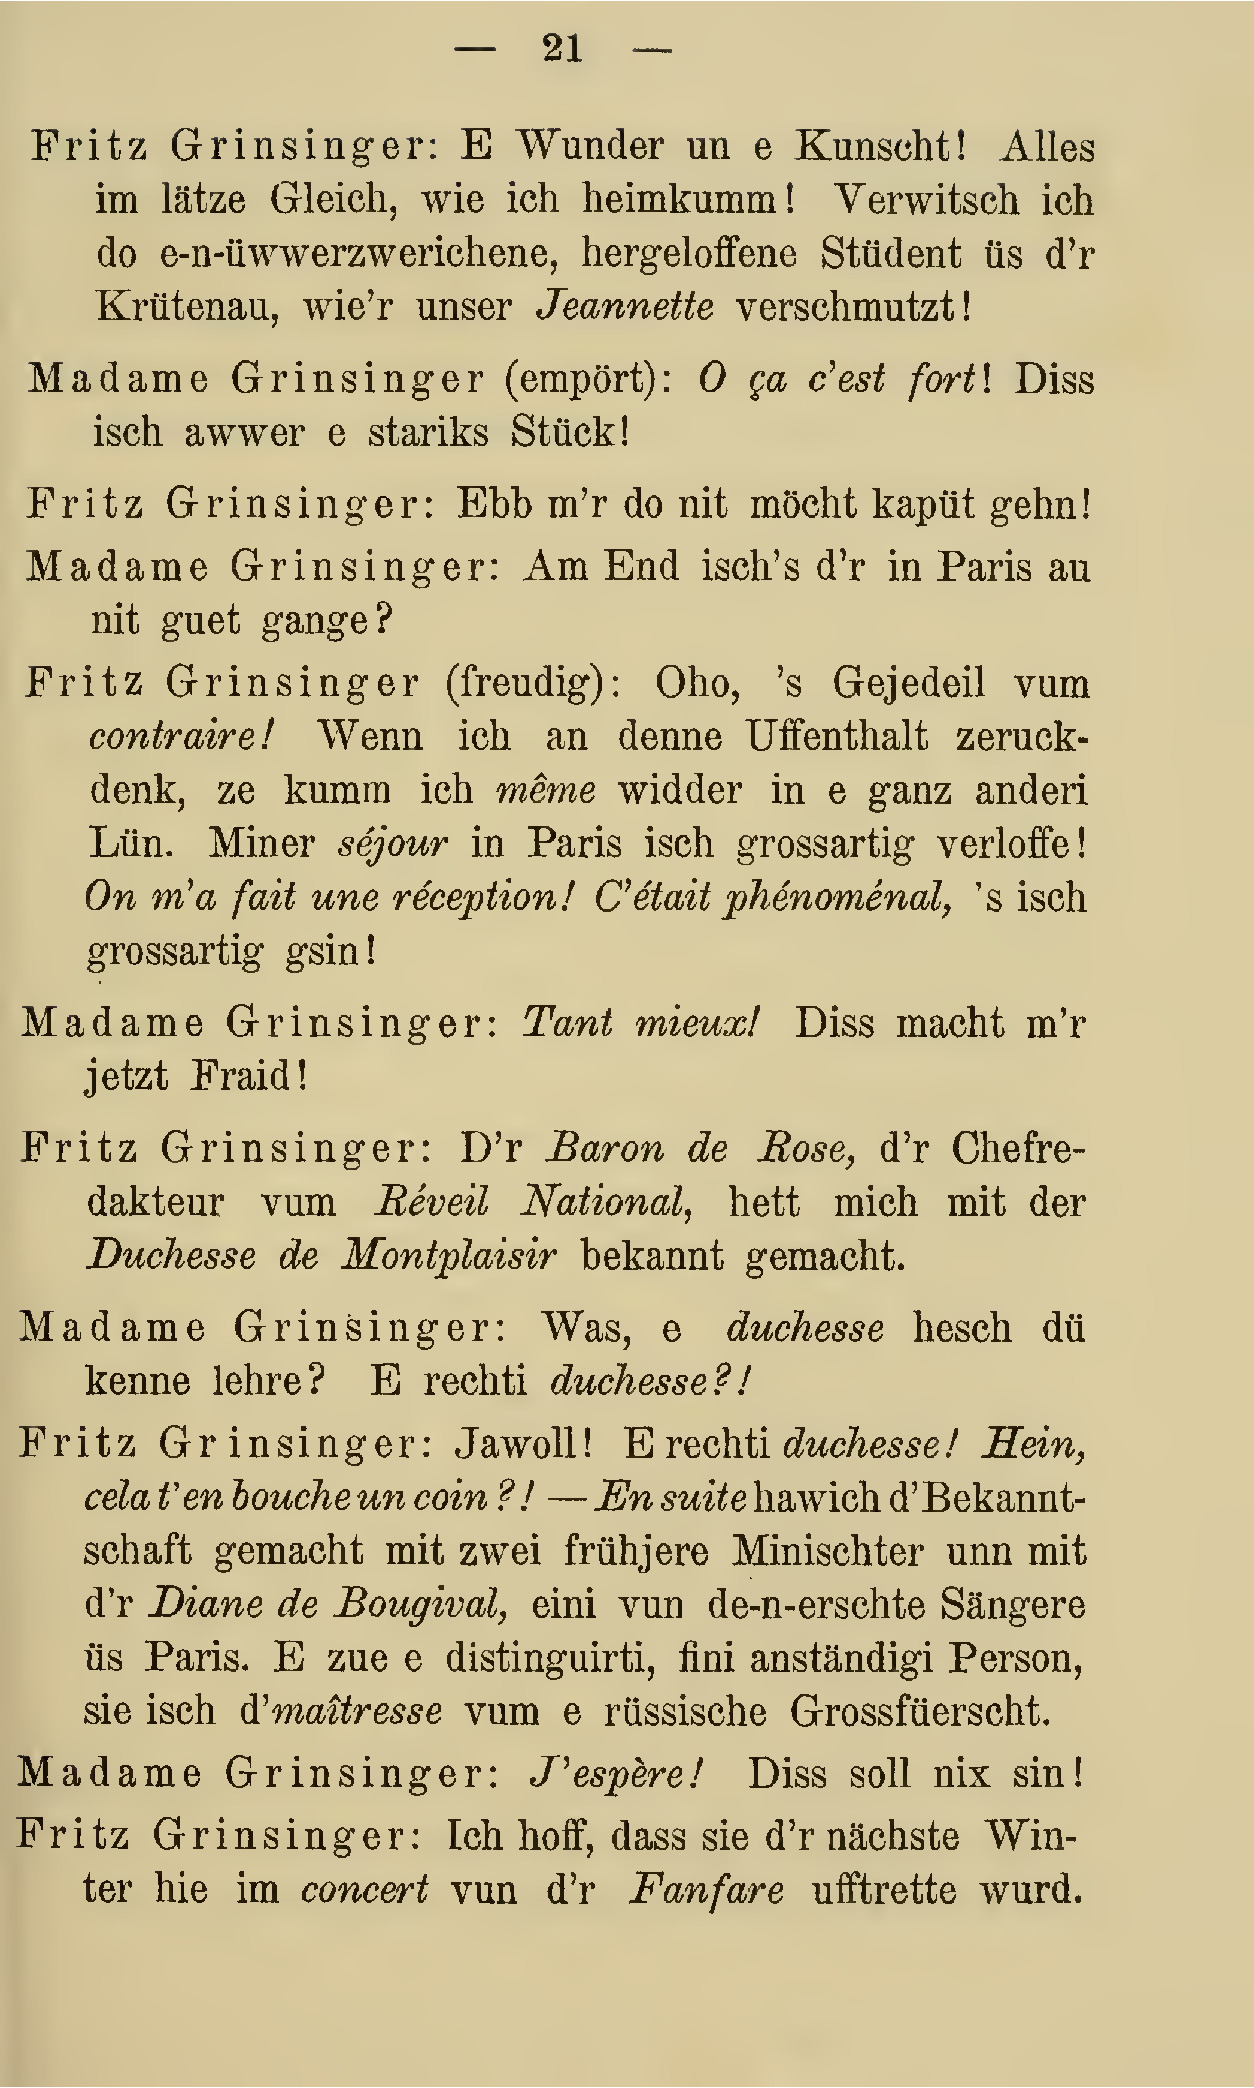 — 21 —
Fritz Grinsinger: E Wunder un e Kunscht! Alles
im lätze Gleich, wie ich heimkumm! Verwitsch ich
do e-n-üwwerzwerichene, hergeloffene Stüdent üs d'r
Krütenau, wie'r unser Jeannette verschmutzt!
Madame Grinsinger (empört): O ça c'est fort! Diss
isch awwer e stariks Stück!
Fritz Grinsinger: Ebb m'r do nit möcht kapüt gehn!
Madame Grinsinger: Am End isch's d'r in Paris au
nit guet gange?
Fritz Grinsinger (freudig): Oho, 's Gejedeil vum
contraire! Wenn ich an denne Uffenthalt zeruck-
denk, ze kumm ich même widder in e ganz anderi
Lün. Miner séjour in Paris isch grossartig verloffe!
On m'a fait une réception! C'était phénoménal, 's isch
grossartig gsin!
Madame Grinsinger: Tant mieux! Diss macht m'r
jetzt Fraid!
Fritz Grinsinger: D'r Baron de Rose, d'r Chefre-
dakteur vum Réveil National, hett mich mit der
Duchesse de Montplaisir bekannt gemacht.
Madame Grinsinger: Was, e duchesse hesch dü
kenne lehre? E rechti duchesse?!
Fritz Grinsinger: Jawoll! E rechti duchesse! Hein,
cela t'en bouche un coin?! — En suite hawich d'Bekannt-
schaft gemacht mit zwei frühjere Minischter unn mit
d'r Diane de Bougival, eini vun de-n-erschte Sängere
üs Paris. E zue e distinguirti, fini anständigi Person,
sie isch d'maîtresse vum e rüssische Grossfüerscht.
Madame Grinsinger: J'espère! Diss soll nix sin!
Fritz Grinsinger: Ich hoff, dass sie d'r nächste Win-
ter hie im concert vun d'r Fanfare ufftrette wurd.